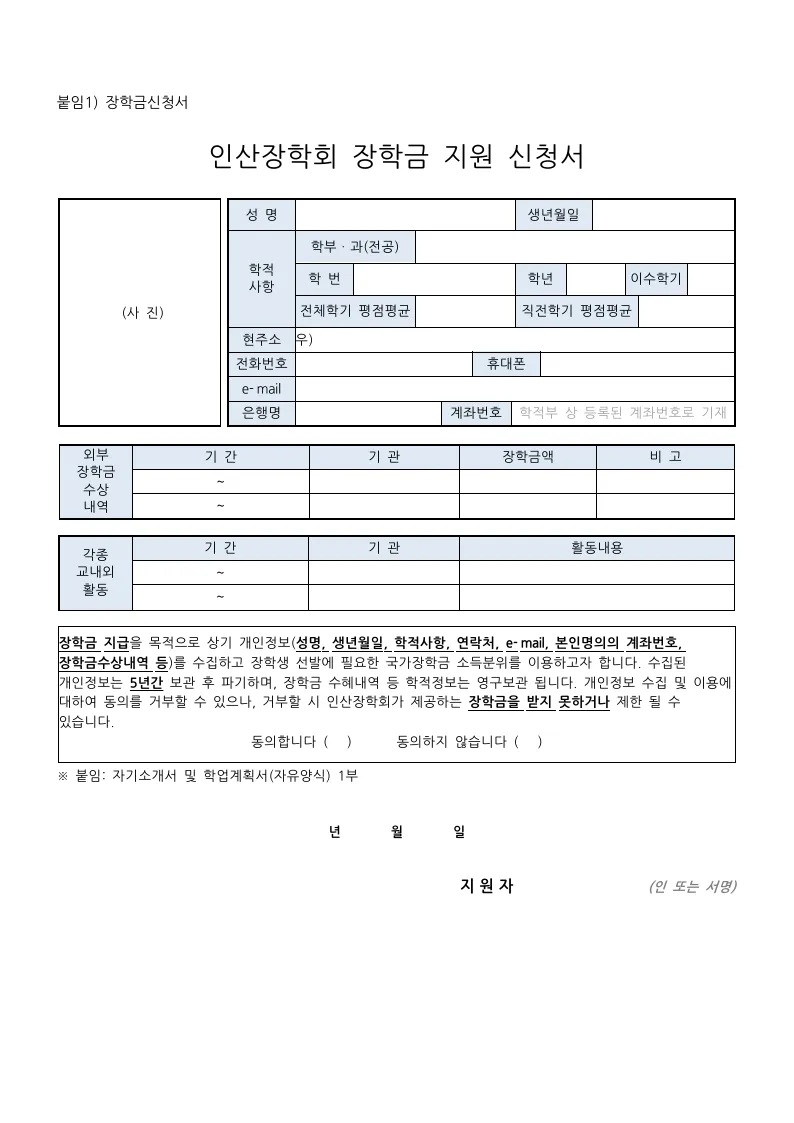 붙임1) 장학금신청서
인산장학회 장학금 지원 신청서
(사 진)
성 명 생년월일
학적
사항
학부 · 과(전공)
학 번 학년 이수학기
전체학기 평점평균 직전학기 평점평균
현주소 우)
전화번호 휴대폰
e-mail
은행명 계좌번호 학적부 상 등록된 계좌번호로 기재
외부
장학금
수상
내역
기 간 기 관 장학금액 비 고
~
~
각종
교내외
활동
기 간 기 관 활동내용
~
~
장학금 지급을 목적으로 상기 개인정보(성명, 생년월일, 학적사항, 연락처, e-mail, 본인명의의 계좌번호,
장학금수상내역 등)를 수집하고 장학생 선발에 필요한 국가장학금 소득분위를 이용하고자 합니다. 수집된
개인정보는 5년간 보관 후 파기하며, 장학금 수혜내역 등 학적정보는 영구보관 됩니다. 개인정보 수집 및 이용에
대하여 동의를 거부할 수 있으나, 거부할 시 인산장학회가 제공하는 장학금을 받지 못하거나 제한 될 수
있습니다.
동의합니다 ( ) 동의하지 않습니다 ( )
※ 붙임: 자기소개서 및 학업계획서(자유양식) 1부
년 월 일
지 원 자 (인 또는 서명)